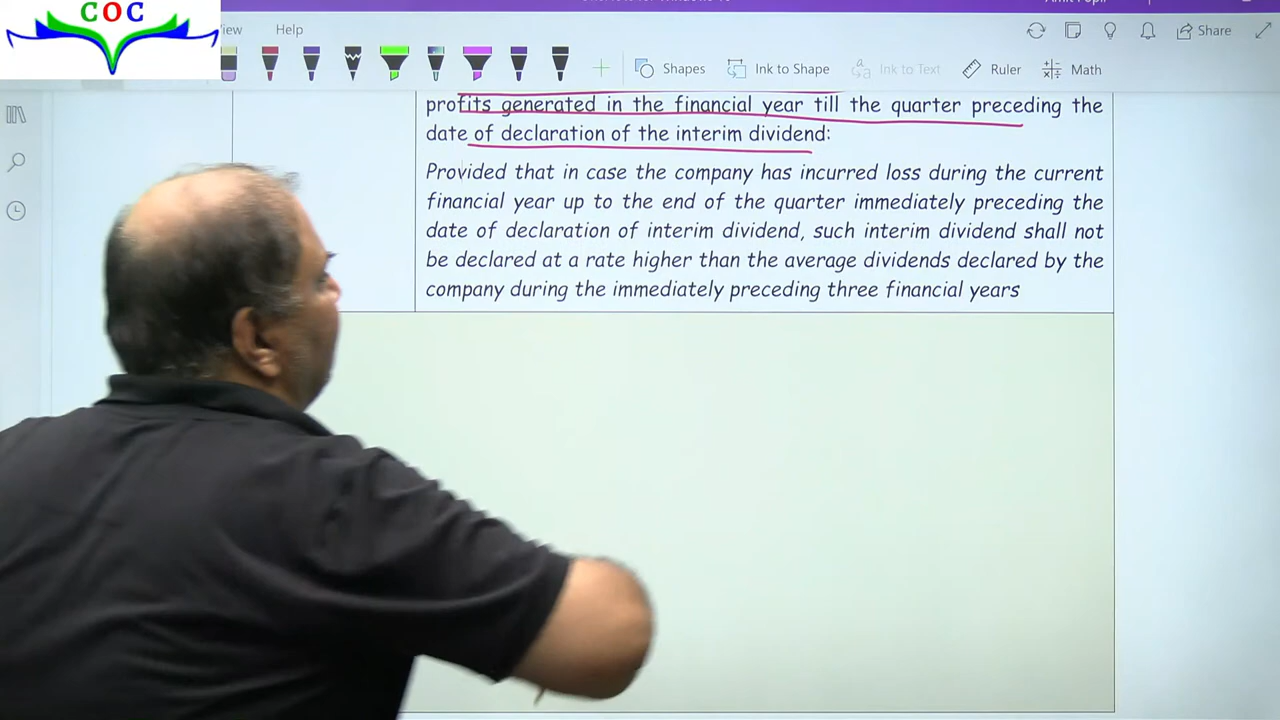 COC
View Help
Share
Shapes
Ink to Shape
Ink to Text
Ruler
Math
profits generated in the financial year till the quarter preceding the
date of declaration of the interim dividend:
Provided that in case the company has incurred loss during the current
financial year up to the end of the quarter immediately preceding the
date of declaration of interim dividend, such interim dividend shall not
be declared at a rate higher than the average dividends declared by the
company during the immediately preceding three financial years